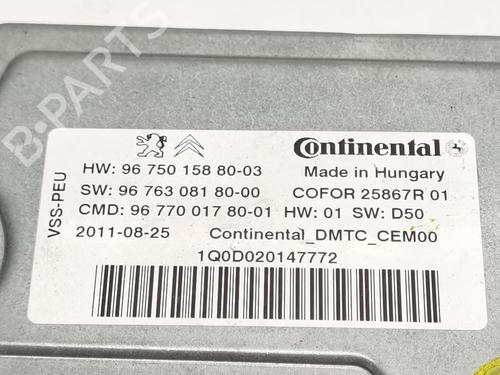 B-PARTS
Continental
HW: 96 750 158 80-03 Made in Hungary
SW: 96 763 081 80-00 COFOR 25867R 01
CMD: 96 770 017 80-01 HW: 01 SW: D50
2011-08-25 Continental_DMTC_CEM00
1Q0D020147772
VSS-PEU